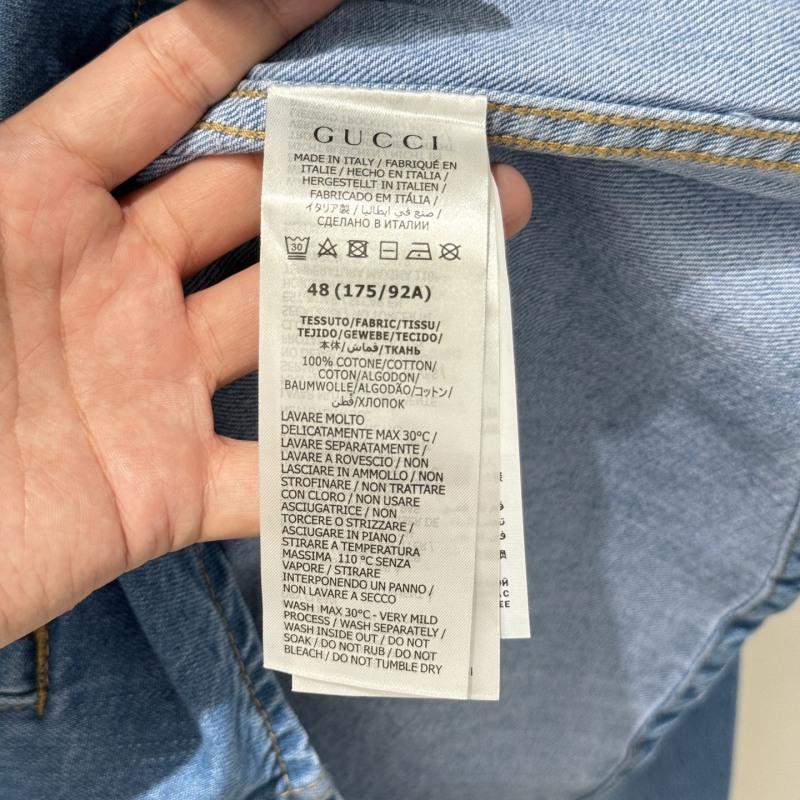 GUCCI
MADE IN ITALY / FABRIQUÉ EN
ITALIE / HECHO EN ITALIA /
HERGESTELLT IN ITALIEN /
FABRICADO EM ITÁLIA /
イタリア製 / صنع في ايطاليا /
СДЕЛАНО В ИТАЛИИ
30
48 (175/92A)
TESSUTO/FABRIC/TISSU/
TEJIDO/GEWEBE/TECIDO/
本体/قماش/ТКАНЬ
100% COTONE/COTTON/
COTON/ALGODON/
BAUMWOLLE/ALGODÃO/コットン/
قطن/ХЛОПОК
LAVARE MOLTO
DELICATAMENTE MAX 30°C /
LAVARE SEPARATAMENTE /
LAVARE A ROVESCIO / NON
LASCIARE IN AMMOLLO / NON
STROFINARE / NON TRATTARE
CON CLORO / NON USARE
ASCIUGATRICE / NON
TORCERE O STRIZZARE /
ASCIUGARE IN PIANO /
STIRARE A TEMPERATURA
MASSIMA 110 °C SENZA
VAPORE / STIRARE
INTERPONENDO UN PANNO /
NON LAVARE A SECCO
WASH MAX 30°C - VERY MILD
PROCESS / WASH SEPARATELY /
WASH INSIDE OUT / DO NOT
SOAK / DO NOT RUB / DO NOT
BLEACH / DO NOT TUMBLE DRY